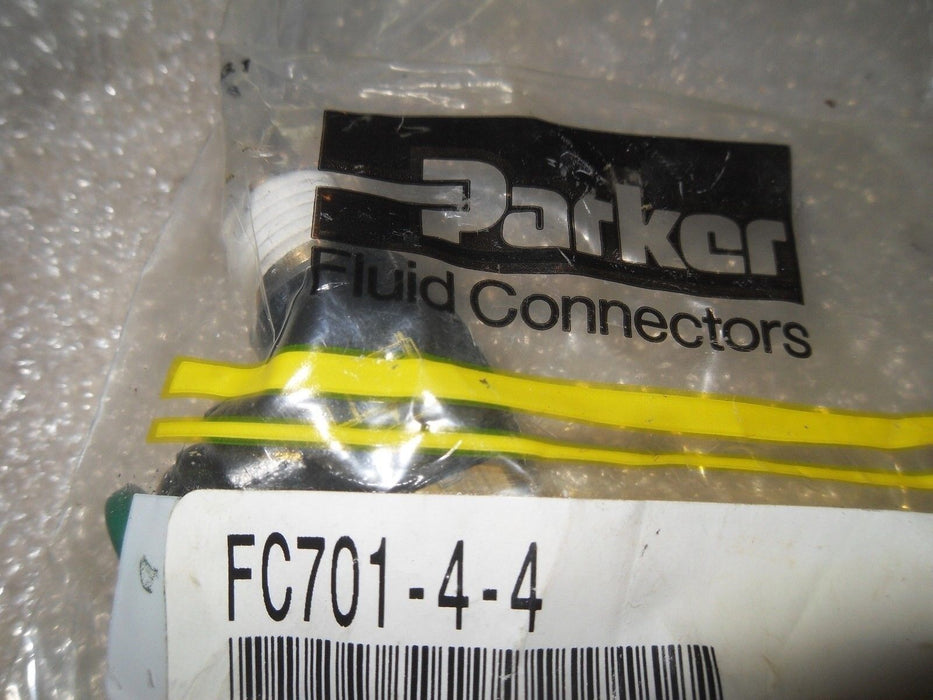 Parker
Fluid Connectors
FC701-4-4